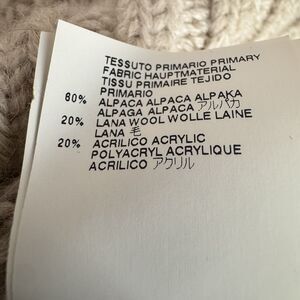 TESSUTO PRIMARIO PRIMARY
FABRIC HAUPTMATERIAL
TISSU PRIMAIRE TEJIDO
PRIMARIO
60% ALPACA ALPACA ALPAKA
ALPAGA ALPACA アルパカ
20% LANA WOOL WOLLE LAINE
LANA 毛
20% ACRILICO ACRYLIC
POLYACRYL ACRYLIQUE
ACRILICO アクリル